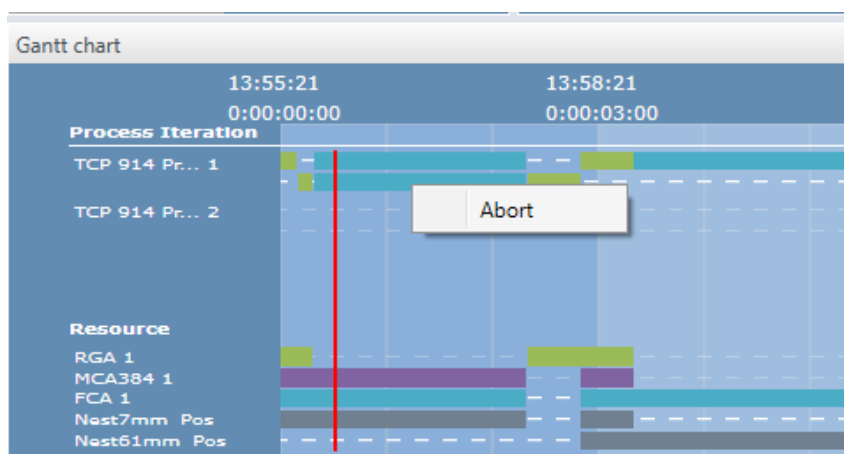 Gantt chart
13:55:21 13:58:21
0:00:00:00 0:00:03:00
Process Iteration
TCP 914 Pr... 1
TCP 914 Pr... 2
Abort
Resource
RGA 1
MCA384 1
FCA 1
Nest7mm Pos
Nest61mm Pos